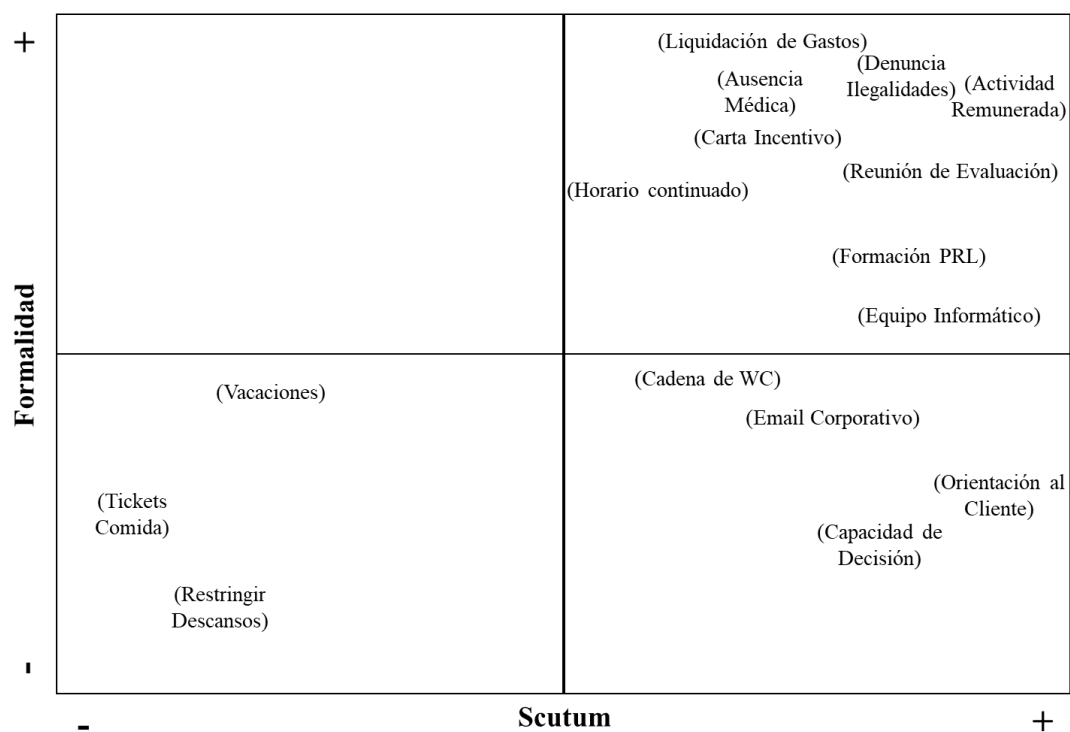 +
(Liquidación de Gastos)
(Denuncia
Ilegalidades)
(Ausencia
Médica)
(Actividad
Remunerada)
(Carta Incentivo)
(Reunión de Evaluación)
(Horario continuado)
(Formación PRL)
(Equipo Informático)
Formalidad
(Cadena de WC)
(Vacaciones)
(Email Corporativo)
(Orientación al
Cliente)
(Tickets
Comida)
(Capacidad de
Decisión)
(Restringir
Descansos)
-
-
Scutum
+